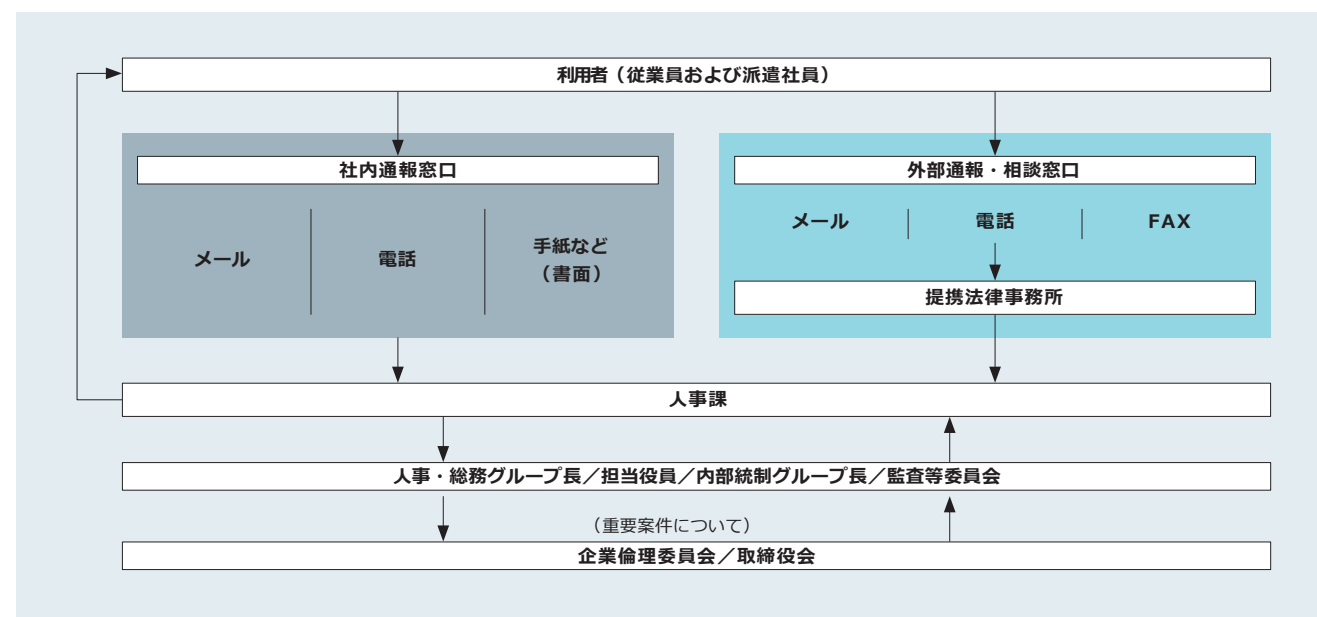 利用者（従業員および派遣社員）
社内通報窓口
メール
電話
手紙など
（書面）
外部通報・相談窓口
メール
電話
FAX
提携法律事務所
人事課
人事・総務グループ長／担当役員／内部統制グループ長／監査等委員会
（重要案件について）
企業倫理委員会／取締役会